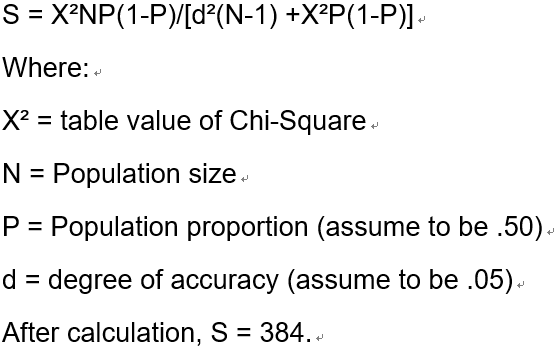 S = X²NP(1-P)/[d²(N-1) +X²P(1-P)]
Where:
X² = table value of Chi-Square
N = Population size
P = Population proportion (assume to be .50)
d = degree of accuracy (assume to be .05)
After calculation, S = 384.